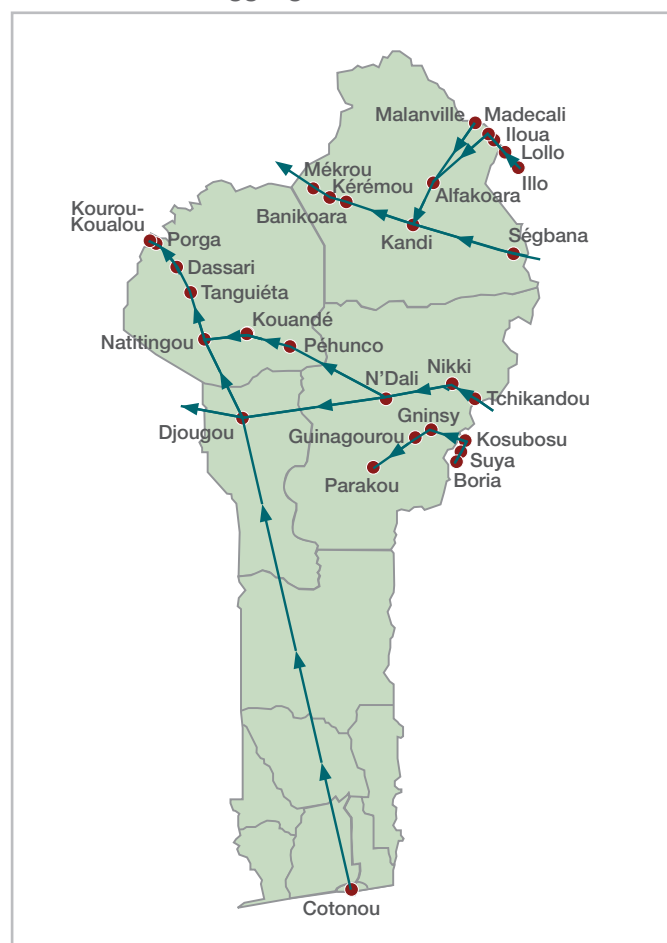 Malanville
Madecali
Iloua
Lollo
Illo
Mékrou
Kérémou
Alfakoara
Banikoara
Kandi
Ségbana
Kourou-
Koualou
Porga
Dassari
Tanguiéta
Kouandé
Natitingou
Péhunco
Nikki
N’Dali
Tchikandou
Gninsy
Djougou
Guinagourou
Kosubosu
Suya
Parakou
Boria
Cotonou